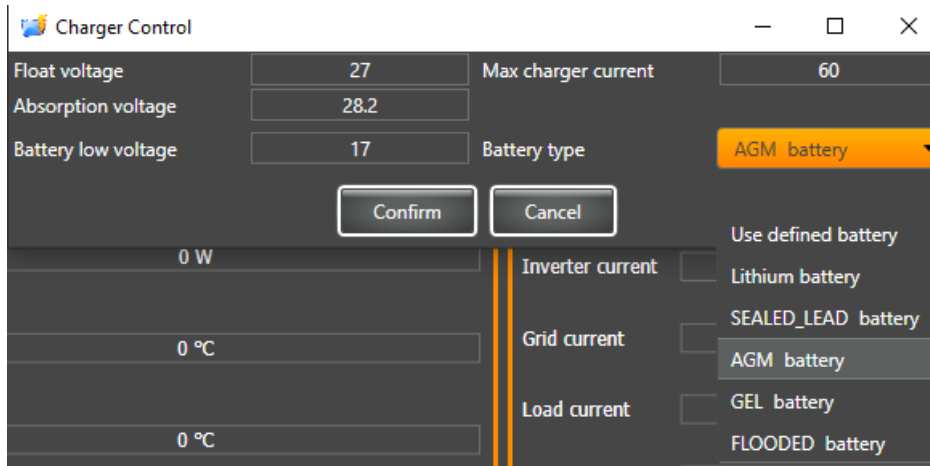 Charger Control
Float voltage 27 Max charger current 60
Absorption voltage 28.2
Battery low voltage 17 Battery type AGM battery
Confirm Cancel
Use defined battery
0 W Inverter current
Lithium battery
SEALED_LEAD battery
0 °C Grid current
AGM battery
GEL battery
Load current
0 °C
FLOODED battery